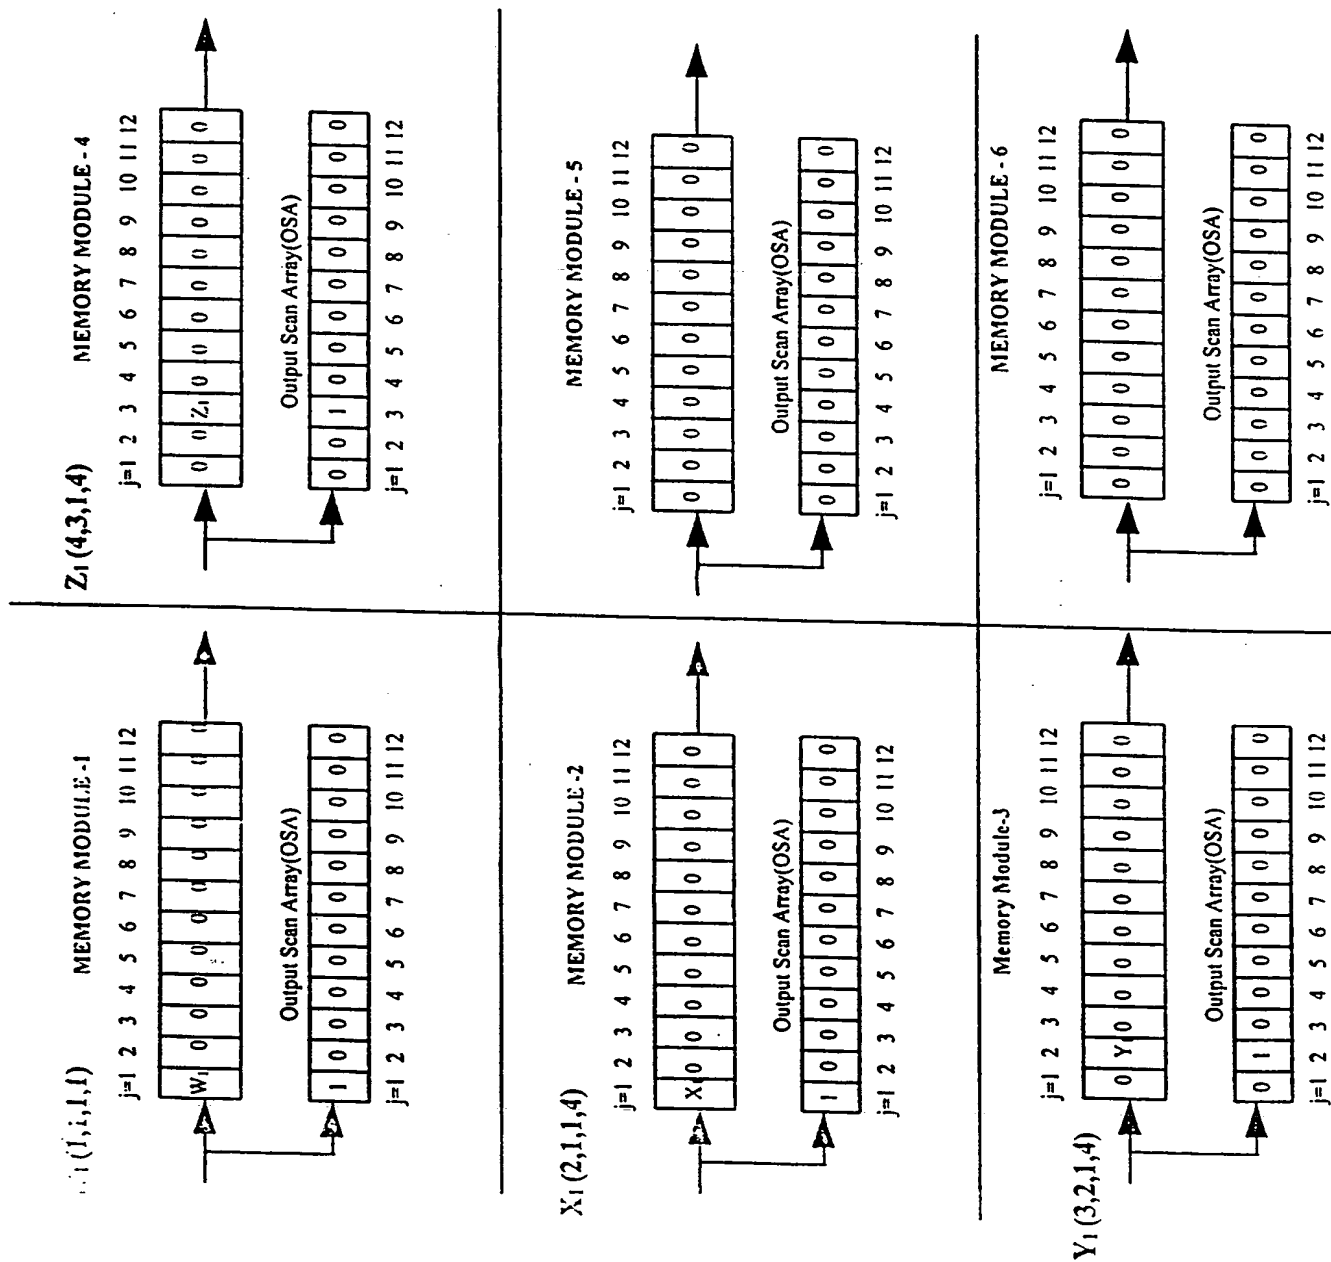 MEMORY MODULE -1
j=1 2 3 4 5 6 7 8 9 10 11 12
W1 0 0 0 0 0 0 0 0 0 0 0
Output Scan Array(OSA)
1 0 0 0 0 0 0 0 0 0 0 0
j=1 2 3 4 5 6 7 8 9 10 11 12
X1 (2,1,1,4)
MEMORY MODULE -2
j=1 2 3 4 5 6 7 8 9 10 11 12
X1 0 0 0 0 0 0 0 0 0 0 0
Output Scan Array(OSA)
1 0 0 0 0 0 0 0 0 0 0 0
j=1 2 3 4 5 6 7 8 9 10 11 12
Y1 (3,2,1,4)
Memory Module-3
j=1 2 3 4 5 6 7 8 9 10 11 12
0 Y1 0 0 0 0 0 0 0 0 0 0
Output Scan Array(OSA)
0 1 0 0 0 0 0 0 0 0 0 0
j=1 2 3 4 5 6 7 8 9 10 11 12
Z1 (4,3,1,4)
MEMORY MODULE - 4
j=1 2 3 4 5 6 7 8 9 10 11 12
0 0 Z1 0 0 0 0 0 0 0 0 0
Output Scan Array(OSA)
0 0 1 0 0 0 0 0 0 0 0 0
j=1 2 3 4 5 6 7 8 9 10 11 12
MEMORY MODULE - 5
j=1 2 3 4 5 6 7 8 9 10 11 12
0 0 0 0 0 0 0 0 0 0 0 0
Output Scan Array(OSA)
0 0 0 0 0 0 0 0 0 0 0 0
j=1 2 3 4 5 6 7 8 9 10 11 12
MEMORY MODULE - 6
j=1 2 3 4 5 6 7 8 9 10 11 12
0 0 0 0 0 0 0 0 0 0 0 0
Output Scan Array(OSA)
0 0 0 0 0 0 0 0 0 0 0 0
j=1 2 3 4 5 6 7 8 9 10 11 12